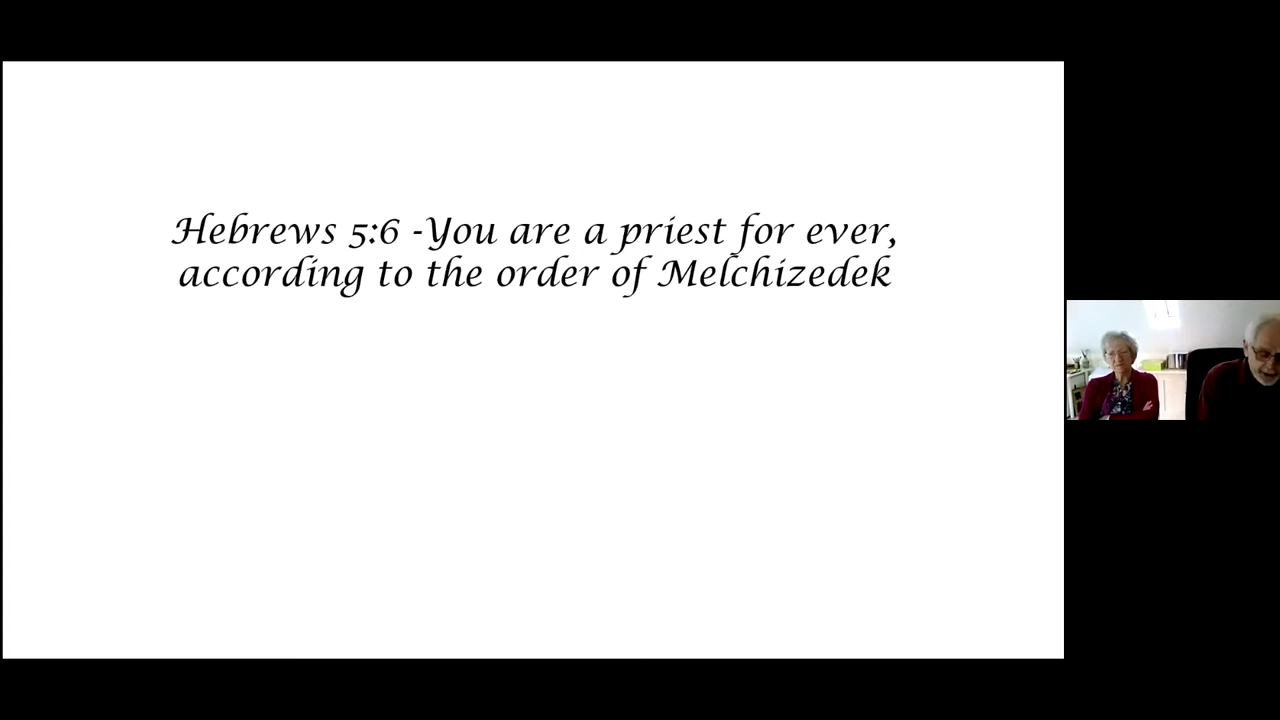 Hebrews 5:6 -You are a priest for ever,
according to the order of Melchizedek